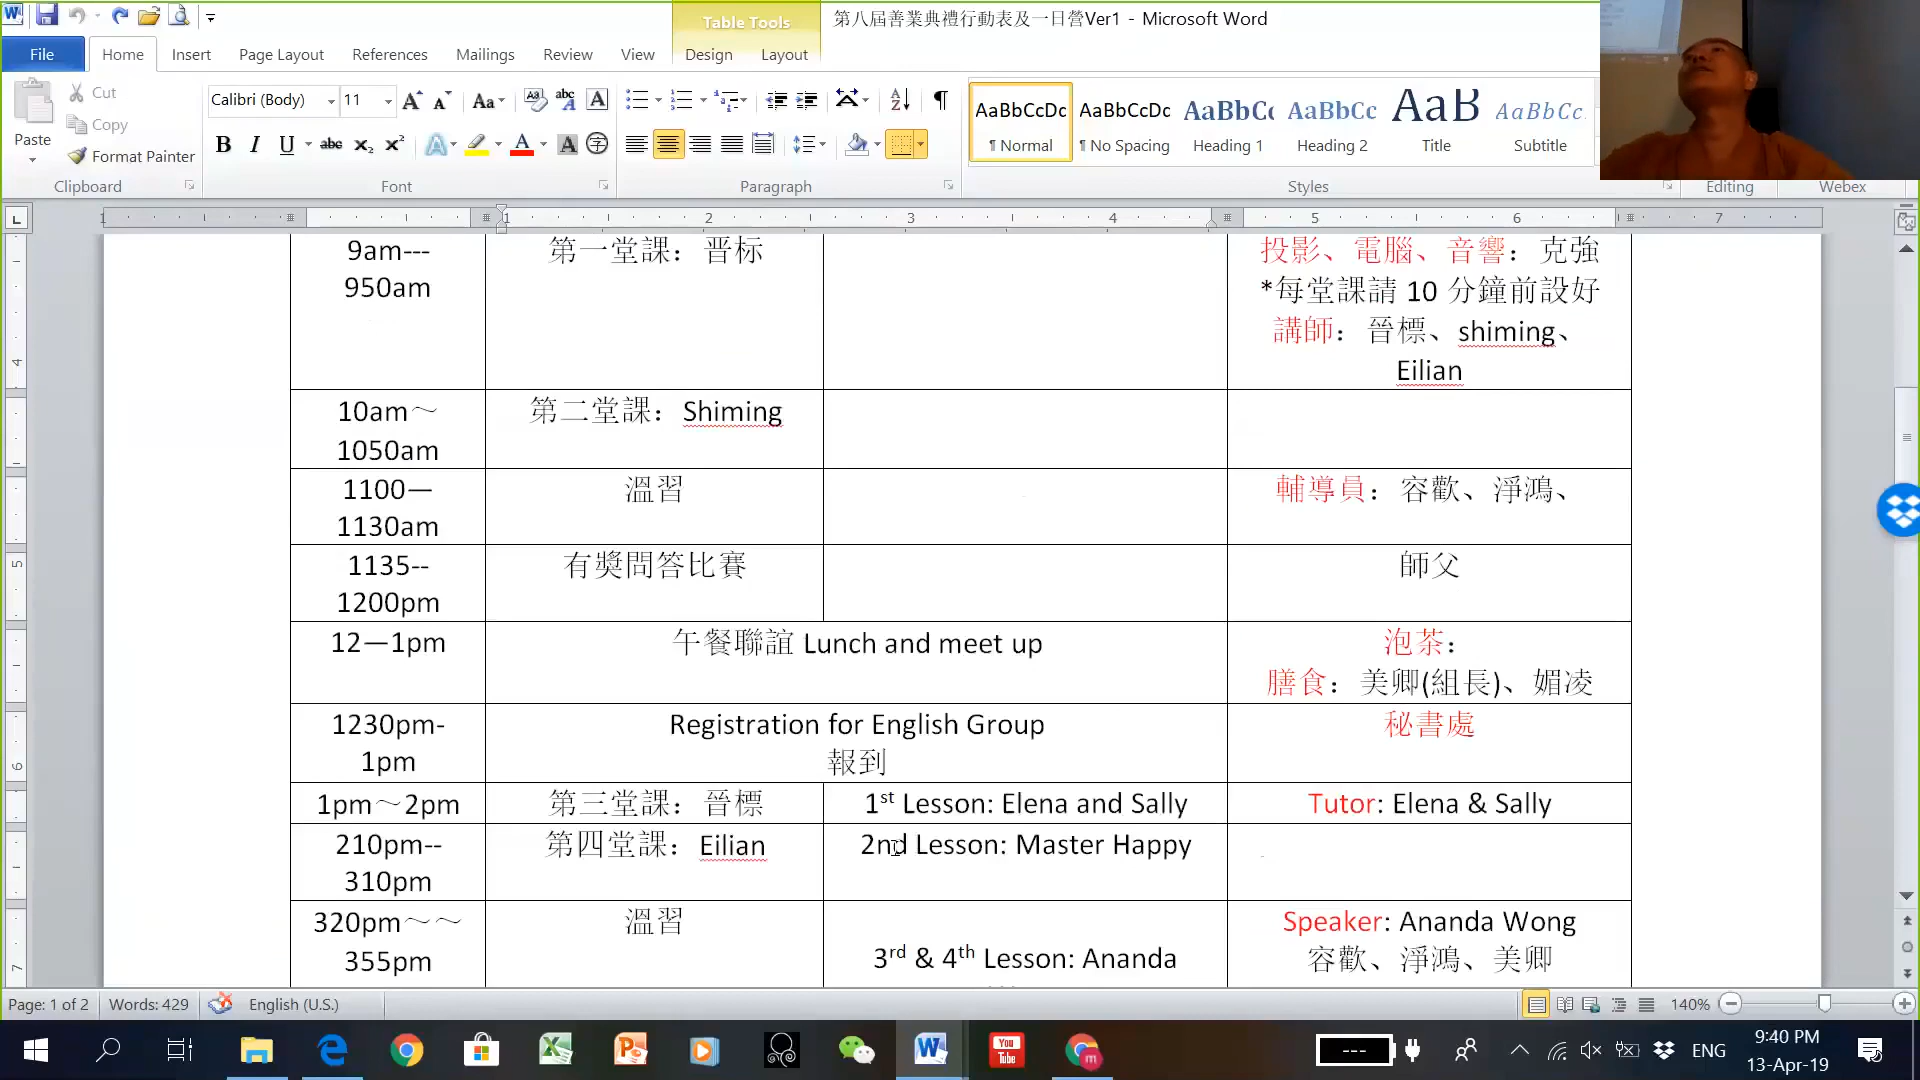 第八屆善業典禮行動表及一日營Ver1 - Microsoft Word
Table Tools
File Home Insert Page Layout References Mailings Review View Design Layout
Cut
Copy
Format Painter
Paste
Calibri (Body) 11
AaBbCcDc AaBbCcDc AaBbCc AaBbCc AaB AaBbCc.
¶ Normal ¶ No Spacing Heading 1 Heading 2 Title Subtitle
Clipboard Font Paragraph Styles Editing Webex
1 1 2 3 4 5 6 7
9am---
950am
第一堂課：晋标
投影、電腦、音響：克強
*每堂課請 10 分鐘前設好
講師：晉標、shiming、
Eilian
10am～
1050am
第二堂課：Shiming
1100—
1130am
溫習
輔導員：容歡、淨鴻、
1135--
1200pm
有獎問答比賽
師父
12—1pm
午餐聯誼 Lunch and meet up
泡茶：
膳食：美卿(組長)、媚凌
1230pm-
1pm
Registration for English Group
報到
秘書處
1pm～2pm
第三堂課：晉標
1st Lesson: Elena and Sally
Tutor: Elena & Sally
210pm--
310pm
第四堂課：Eilian
2nd Lesson: Master Happy
320pm～～
355pm
溫習
3rd & 4th Lesson: Ananda
Speaker: Ananda Wong
容歡、淨鴻、美卿
Page: 1 of 2 Words: 429 English (U.S.) 140%
ENG
9:40 PM
13-Apr-19